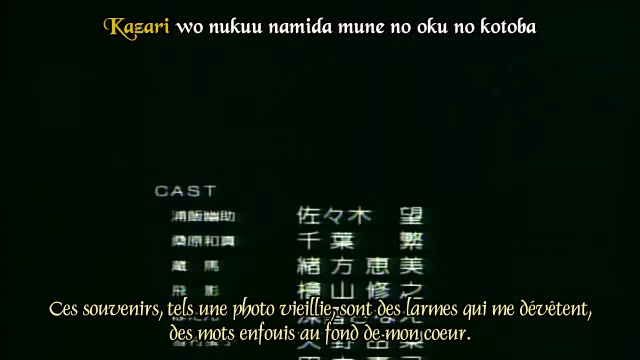 Kazari wo nukuu namida mune no oku no kotoba
CAST
浦飯幽助 佐々木 望
桑原和真 千葉 繁
蔵馬 緒方恵美
飛影 檜山修之
Ces souvenirs, tels une photo vieillie, sont des larmes qui me dévêtent,
des mots enfouis au fond de mon coeur.